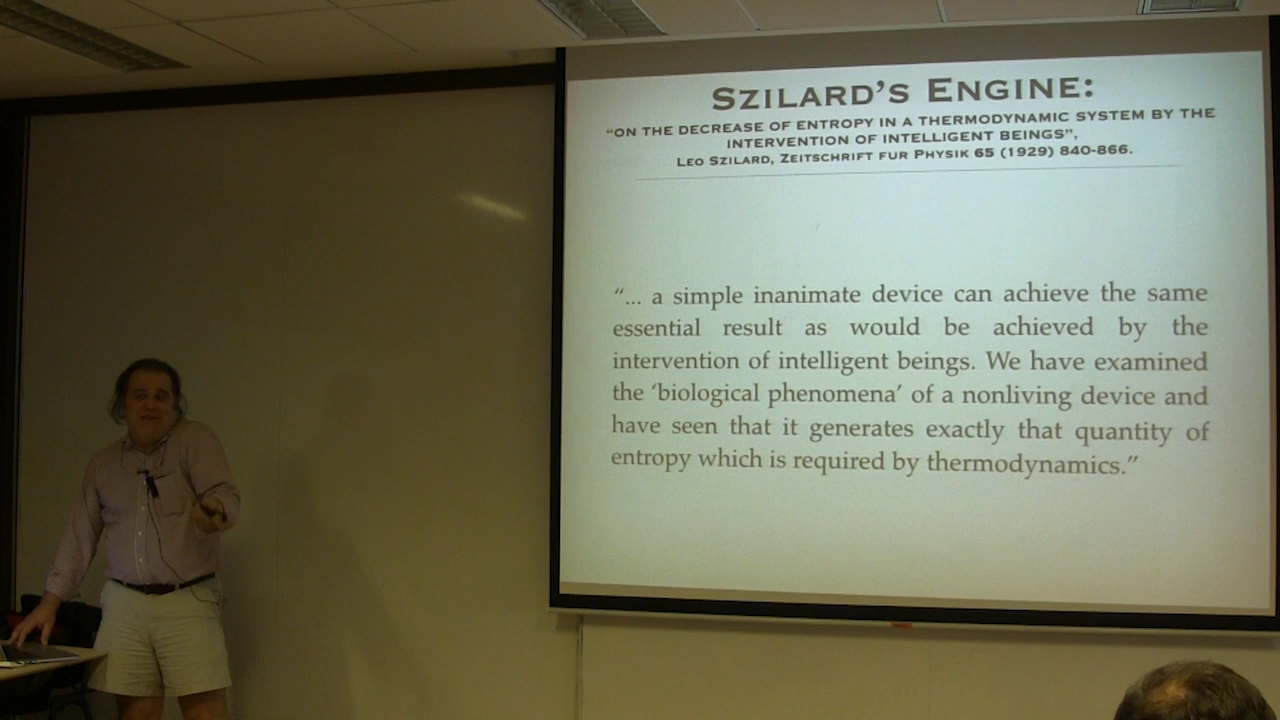 SZILARD'S ENGINE:
"ON THE DECREASE OF ENTROPY IN A THERMODYNAMIC SYSTEM BY THE
INTERVENTION OF INTELLIGENT BEINGS",
LEO SZILARD, ZEITSCHRIFT FUR PHYSIK 65 (1929) 840-866.
"... a simple inanimate device can achieve the same
essential result as would be achieved by the
intervention of intelligent beings. We have examined
the 'biological phenomena' of a nonliving device and
have seen that it generates exactly that quantity of
entropy which is required by thermodynamics."